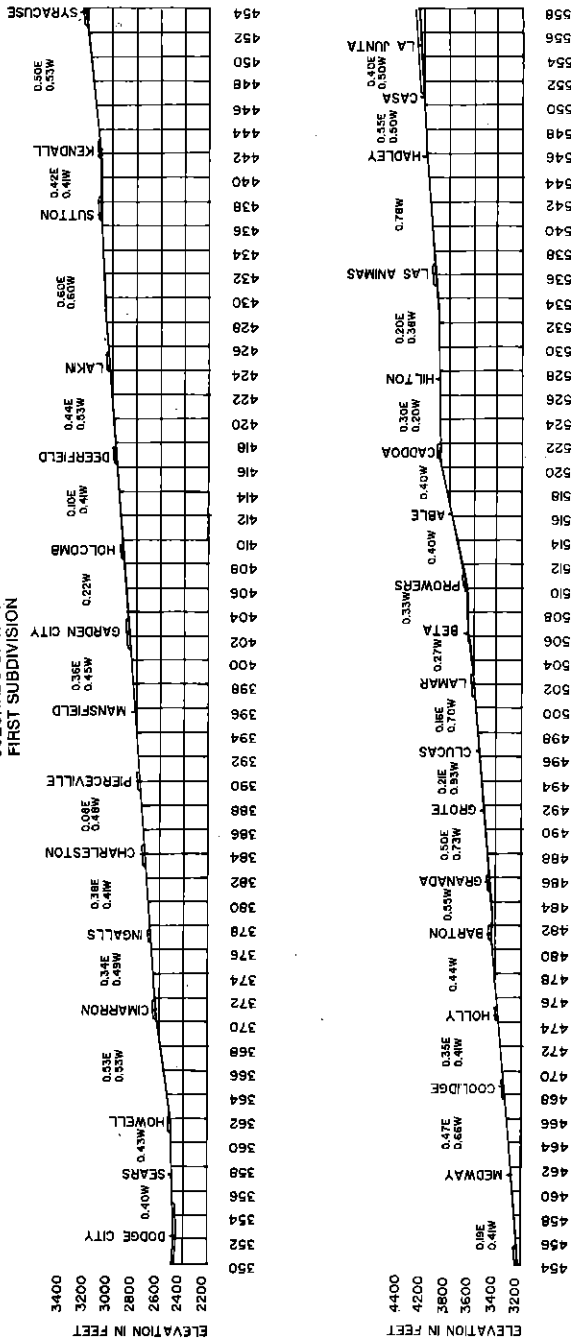 FIRST SUBDIVISION
ELEVATION IN FEET
3400
3200
3000
2800
2600
2400
2200
DODGE CITY
0.40W
SEARS
0.43W
HOWELL
0.53E
0.53W
CIMARRON
0.34E
0.49W
INGALLS
0.38E
0.41W
CHARLESTON
0.08E
0.48W
PIERCEVILLE
MANSFIELD
0.36E
0.45W
GARDEN CITY
0.22W
HOLCOMB
0.10E
0.41W
DEERFIELD
0.44E
0.53W
LAKIN
0.60E
0.60W
SUTTON
0.42E
0.41W
KENDALL
0.50E
0.53W
SYRACUSE
350 352 354 356 358 360 362 364 366 368 370 372 374 376 378 380 382 384 386 388 390 392 394 396 398 400 402 404 406 408 410 412 414 416 418 420 422 424 426 428 430 432 434 436 438 440 442 444 446 448 450 452 454
ELEVATION IN FEET
4400
4200
3800
3600
3400
3200
0.19E
0.41W
MEDWAY
0.47E
0.66W
COOLIDGE
0.35E
0.41W
HOLLY
0.44W
BARTON
0.55W
GRANADA
0.50E
0.73W
GROTE
0.21E
0.93W
CLUCAS
0.16E
0.70W
LAMAR
0.27W
BETA
0.33W
PROWERS
0.40W
ABLE
0.40W
CADDOA
0.30E
0.20W
HILTON
0.20E
0.38W
LAS ANIMAS
0.78W
HADLEY
0.55E
0.50W
CASA
0.40E
0.50W
LA JUNTA
454 456 458 460 462 464 466 468 470 472 474 476 478 480 482 484 486 488 490 492 494 496 498 500 502 504 506 508 510 512 514 516 518 520 522 524 526 528 530 532 534 536 538 540 542 544 546 548 550 552 554 556 558